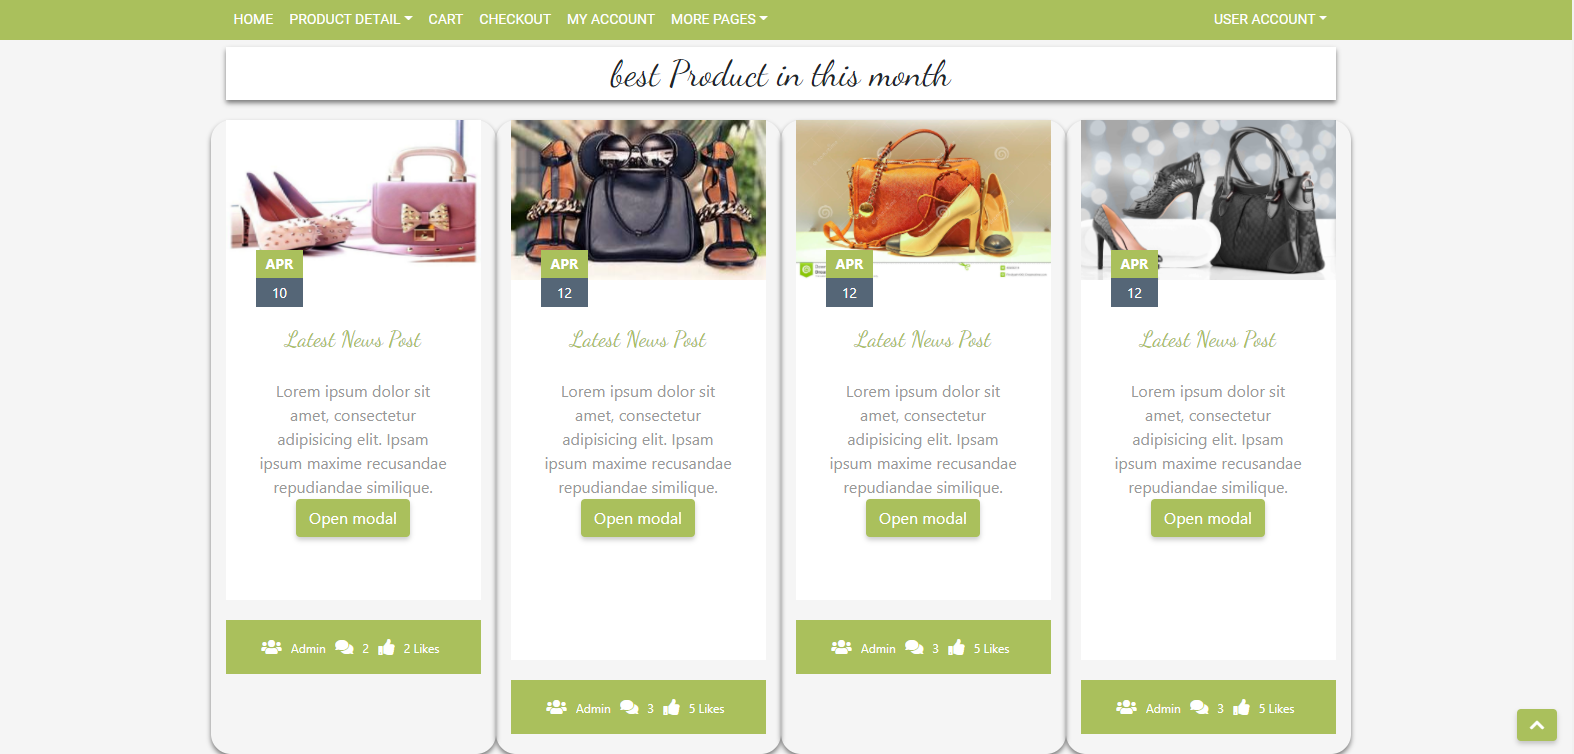 HOME PRODUCT DETAIL CART CHECKOUT MY ACCOUNT MORE PAGES USER ACCOUNT
best Product in this month
APR
10
Latest News Post
Lorem ipsum dolor sit
amet, consectetur
adipisicing elit. Ipsam
ipsum maxime recusandae
repudiandae similique.
Open modal
Admin 2 2 Likes
APR
12
Latest News Post
Lorem ipsum dolor sit
amet, consectetur
adipisicing elit. Ipsam
ipsum maxime recusandae
repudiandae similique.
Open modal
Admin 3 5 Likes
APR
12
Latest News Post
Lorem ipsum dolor sit
amet, consectetur
adipisicing elit. Ipsam
ipsum maxime recusandae
repudiandae similique.
Open modal
Admin 3 5 Likes
APR
12
Latest News Post
Lorem ipsum dolor sit
amet, consectetur
adipisicing elit. Ipsam
ipsum maxime recusandae
repudiandae similique.
Open modal
Admin 3 5 Likes